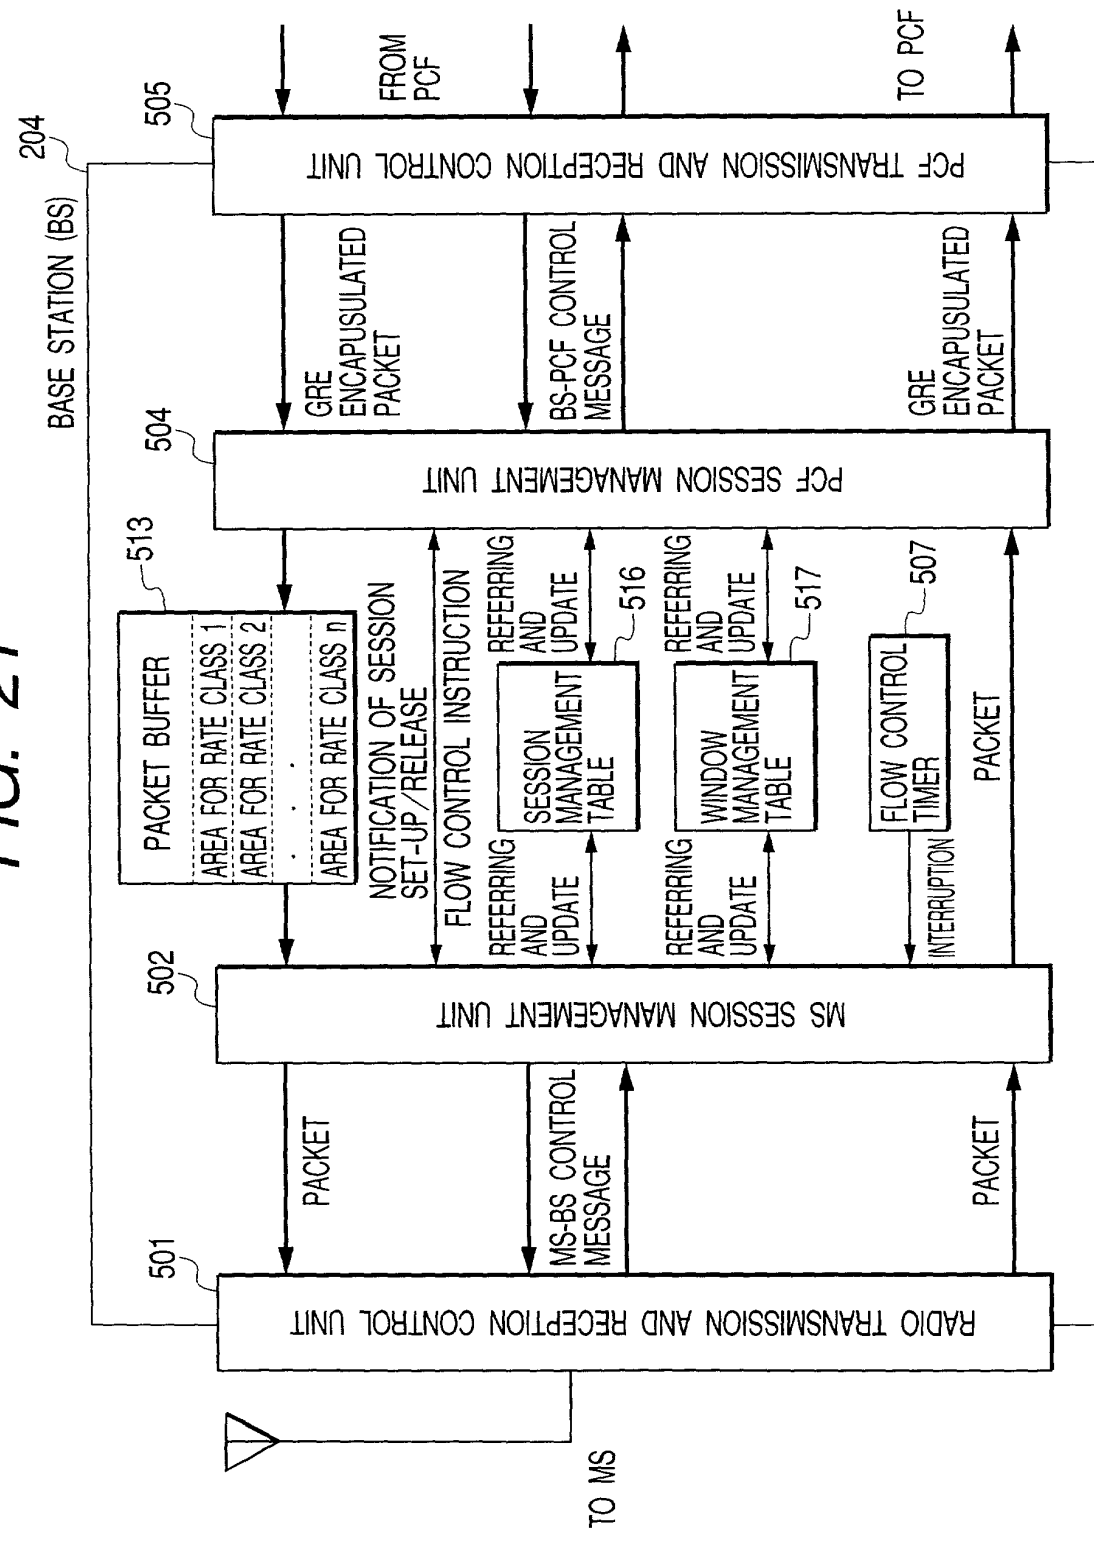 FIG. 21
BASE STATION (BS)
204
501
502
513
504
505
PACKET BUFFER
AREA FOR RATE CLASS 1
AREA FOR RATE CLASS 2
.
.
AREA FOR RATE CLASS n
PACKET
GRE
ENCAPUSULATED
PACKET
FROM
PCF
NOTIFICATION OF SESSION
SET-UP/RELEASE
FLOW CONTROL INSTRUCTION
RADIO TRANSMISSION AND RECEPTION CONTROL UNIT
MS SESSION MANAGEMENT UNIT
PCF SESSION MANAGEMENT UNIT
PCF TRANSMISSION AND RECEPTION CONTROL UNIT
MS-BS CONTROL
MESSAGE
REFERRING
AND
UPDATE
SESSION
MANAGEMENT
TABLE
516
REFERRING
AND
UPDATE
BS-PCF CONTROL
MESSAGE
TO MS
REFERRING
AND
UPDATE
WINDOW
MANAGEMENT
TABLE
517
REFERRING
AND
UPDATE
FLOW CONTROL
TIMER
507
INTERRUPTION
PACKET
PACKET
GRE
ENCAPUSULATED
PACKET
TO PCF